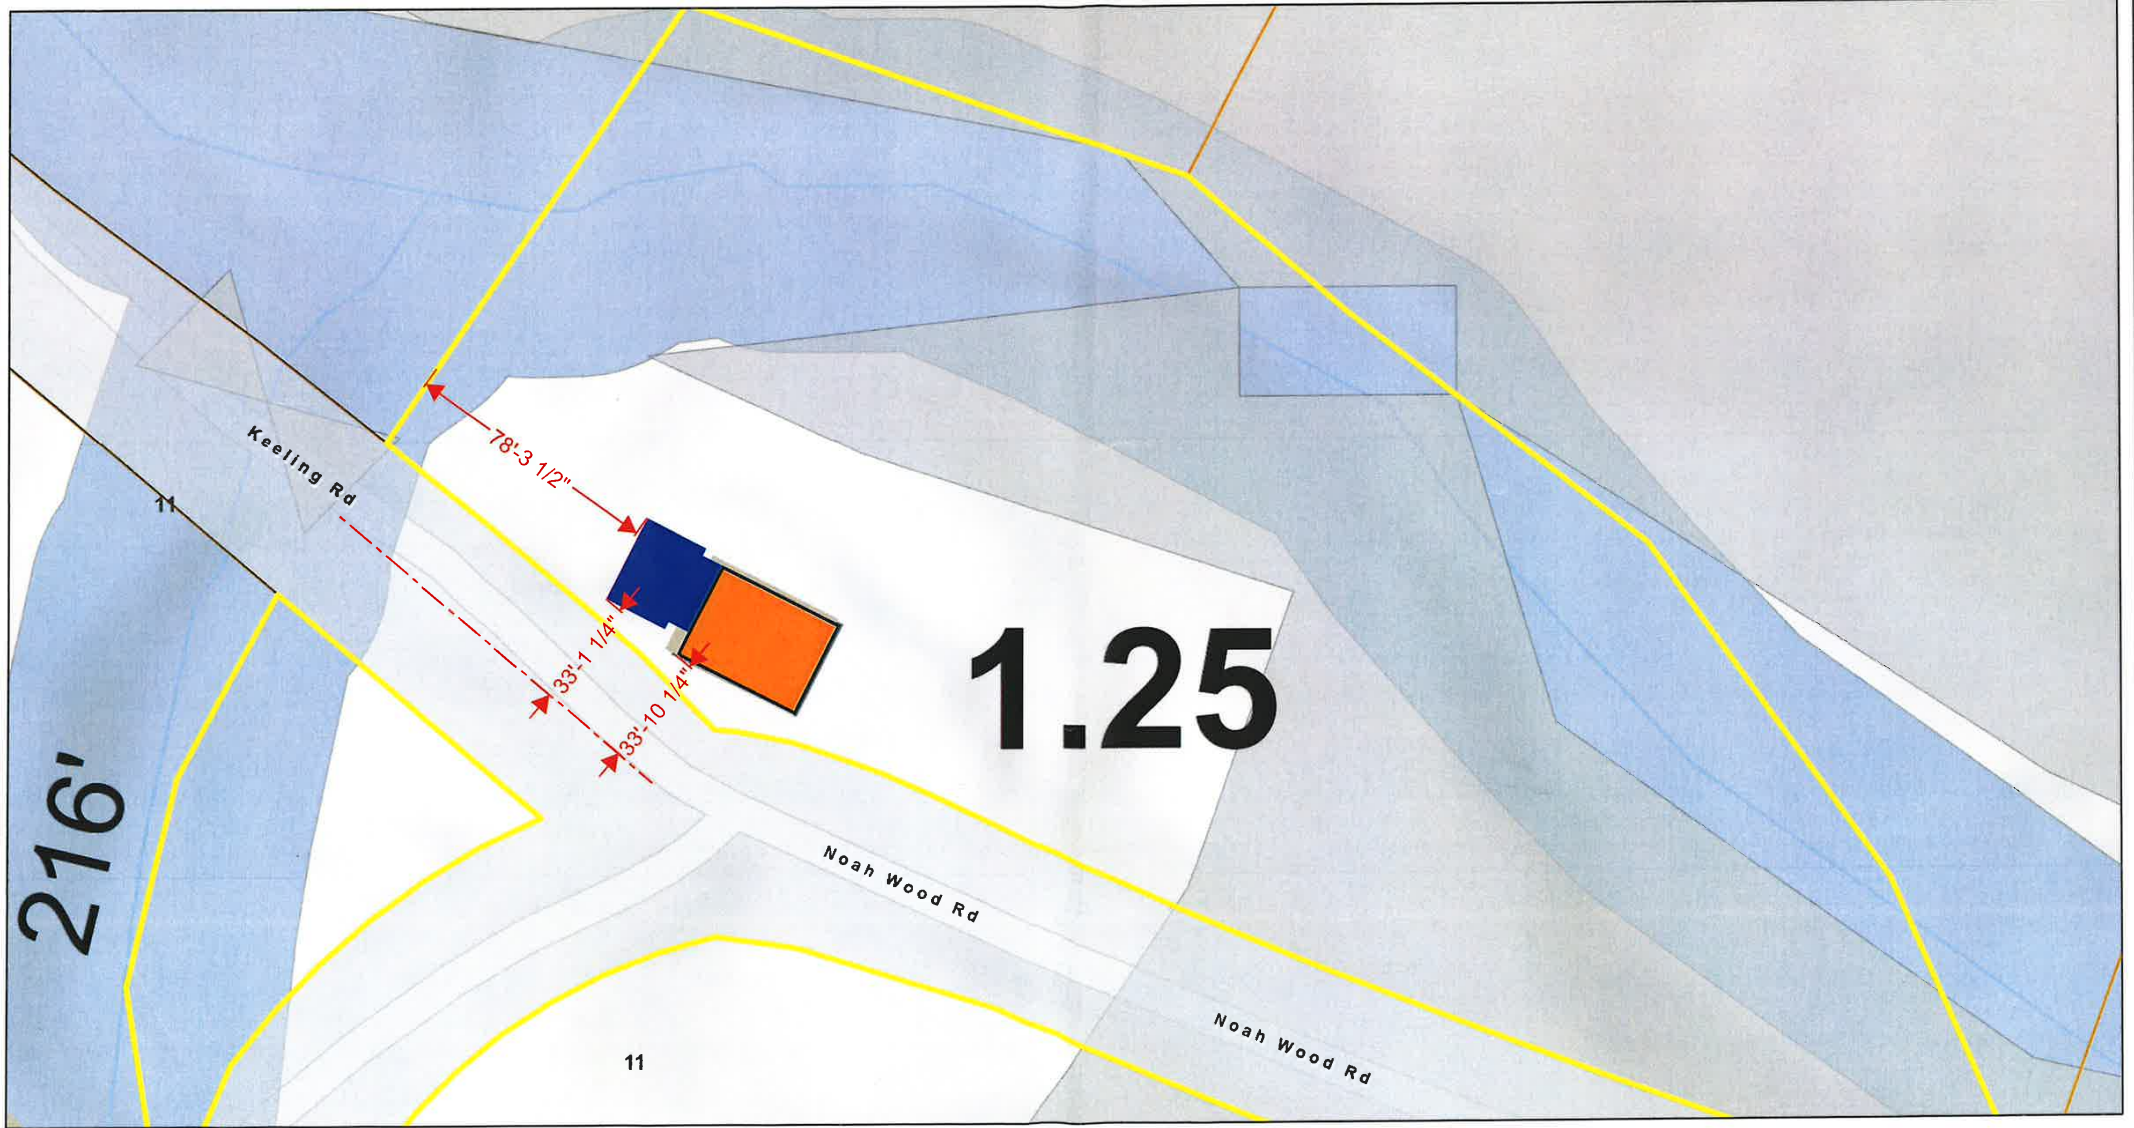 Keeling Rd
11
78'-3 1/2"
33'-1 1/4"
33'-10 1/4"
1.25
216'
Noah Wood Rd
Noah Wood Rd
11